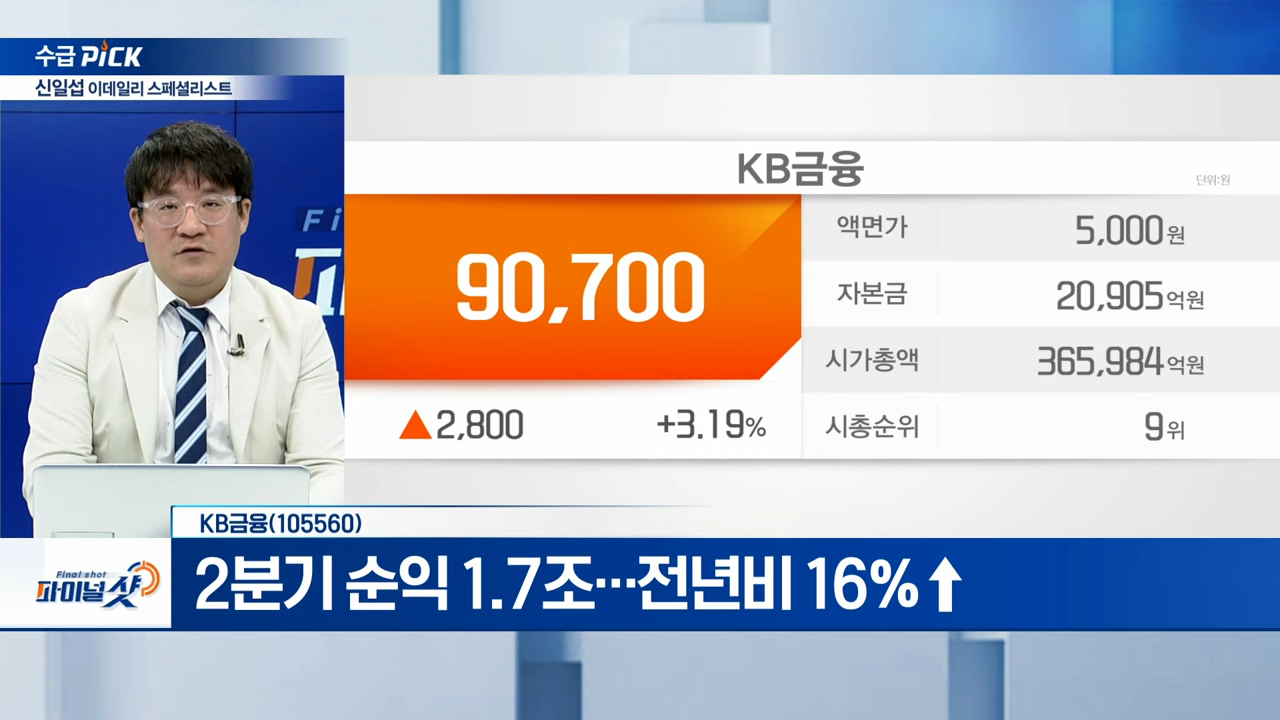 수급 PiCK
신일섭 이데일리 스페셜리스트
Fi
파
KB금융
단위:원
90,700
▲2,800 +3.19%
액면가 5,000원
자본금 20,905억원
시가총액 365,984억원
시총순위 9위
KB금융(105560)
Final shot
파이널샷
2분기 순익 1.7조…전년비 16%↑